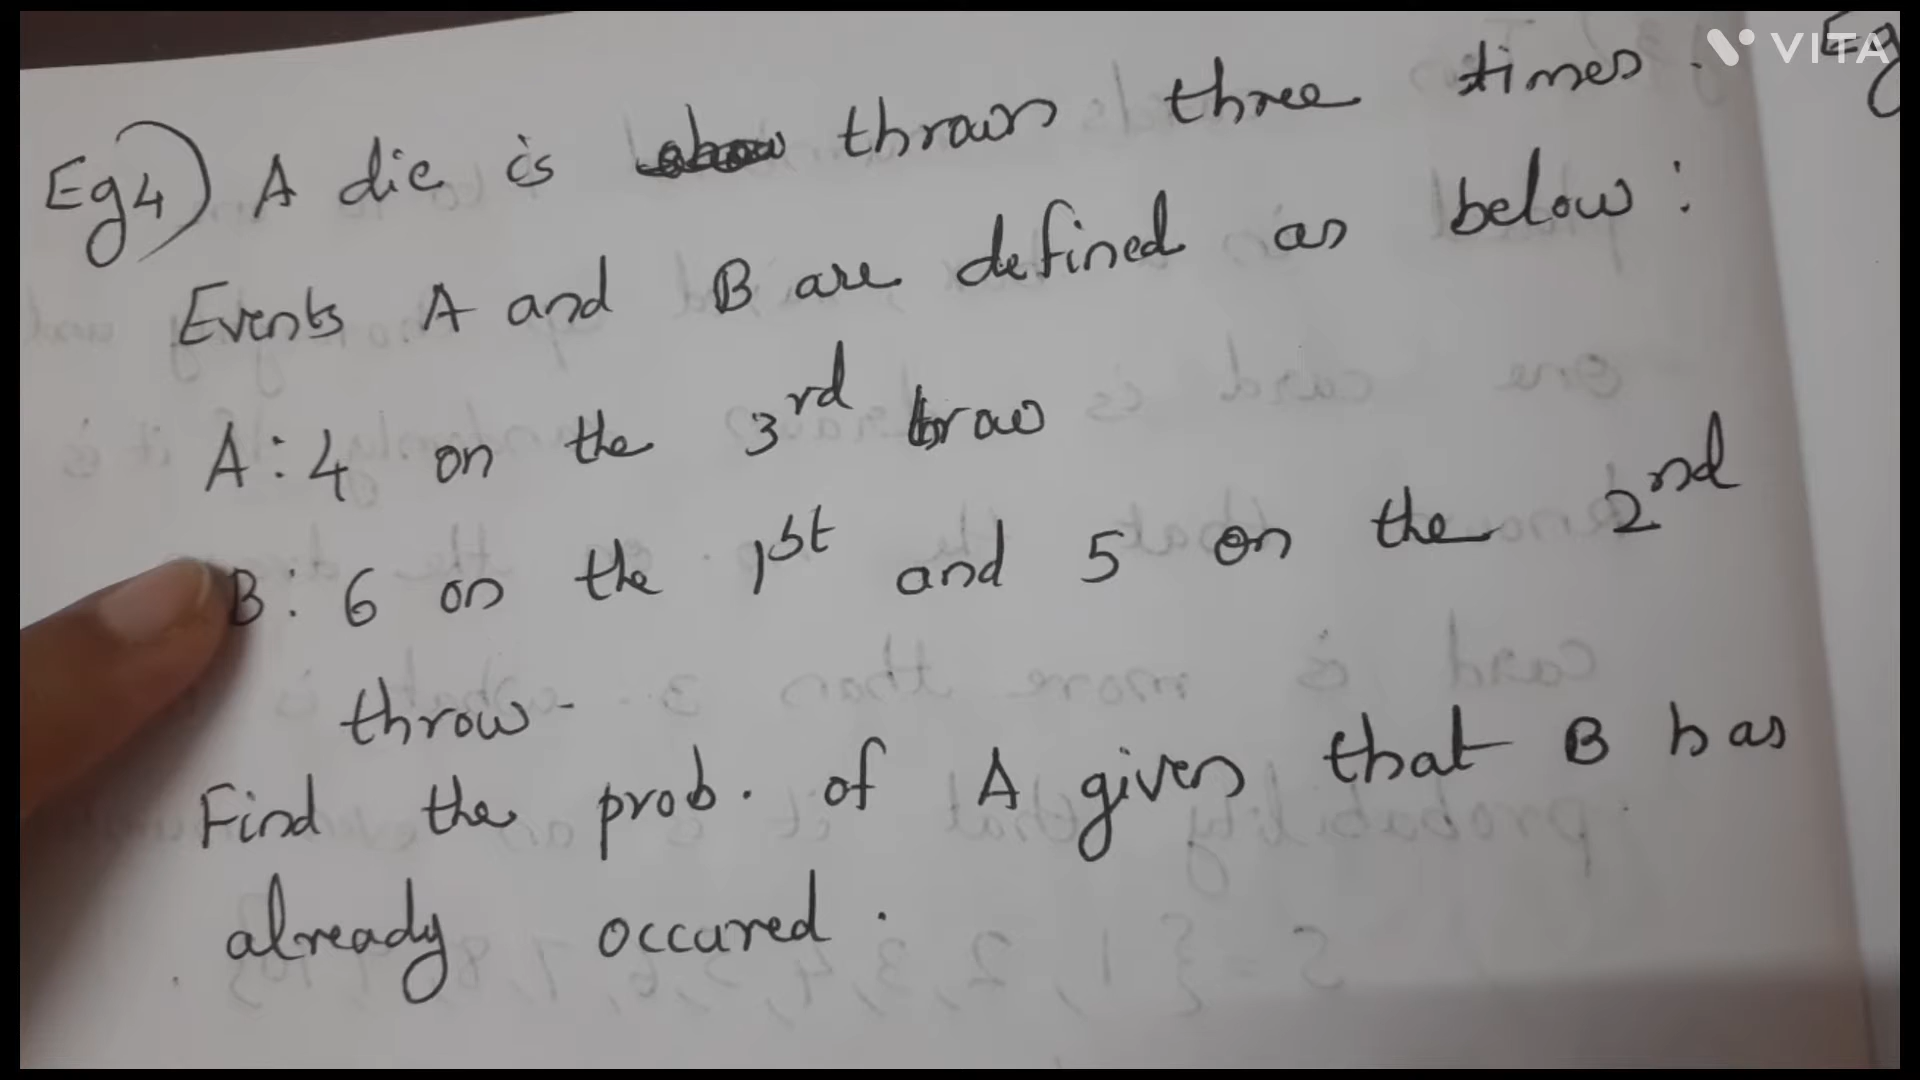 VITA
Eg
Eg4) A die is thrown three times.
Events A and B are defined as below:
A: 4 on the 3rd
B: 6 on the 1st and 5 on the 2nd
throw.
Find the prob. of A given that B has
already occured.